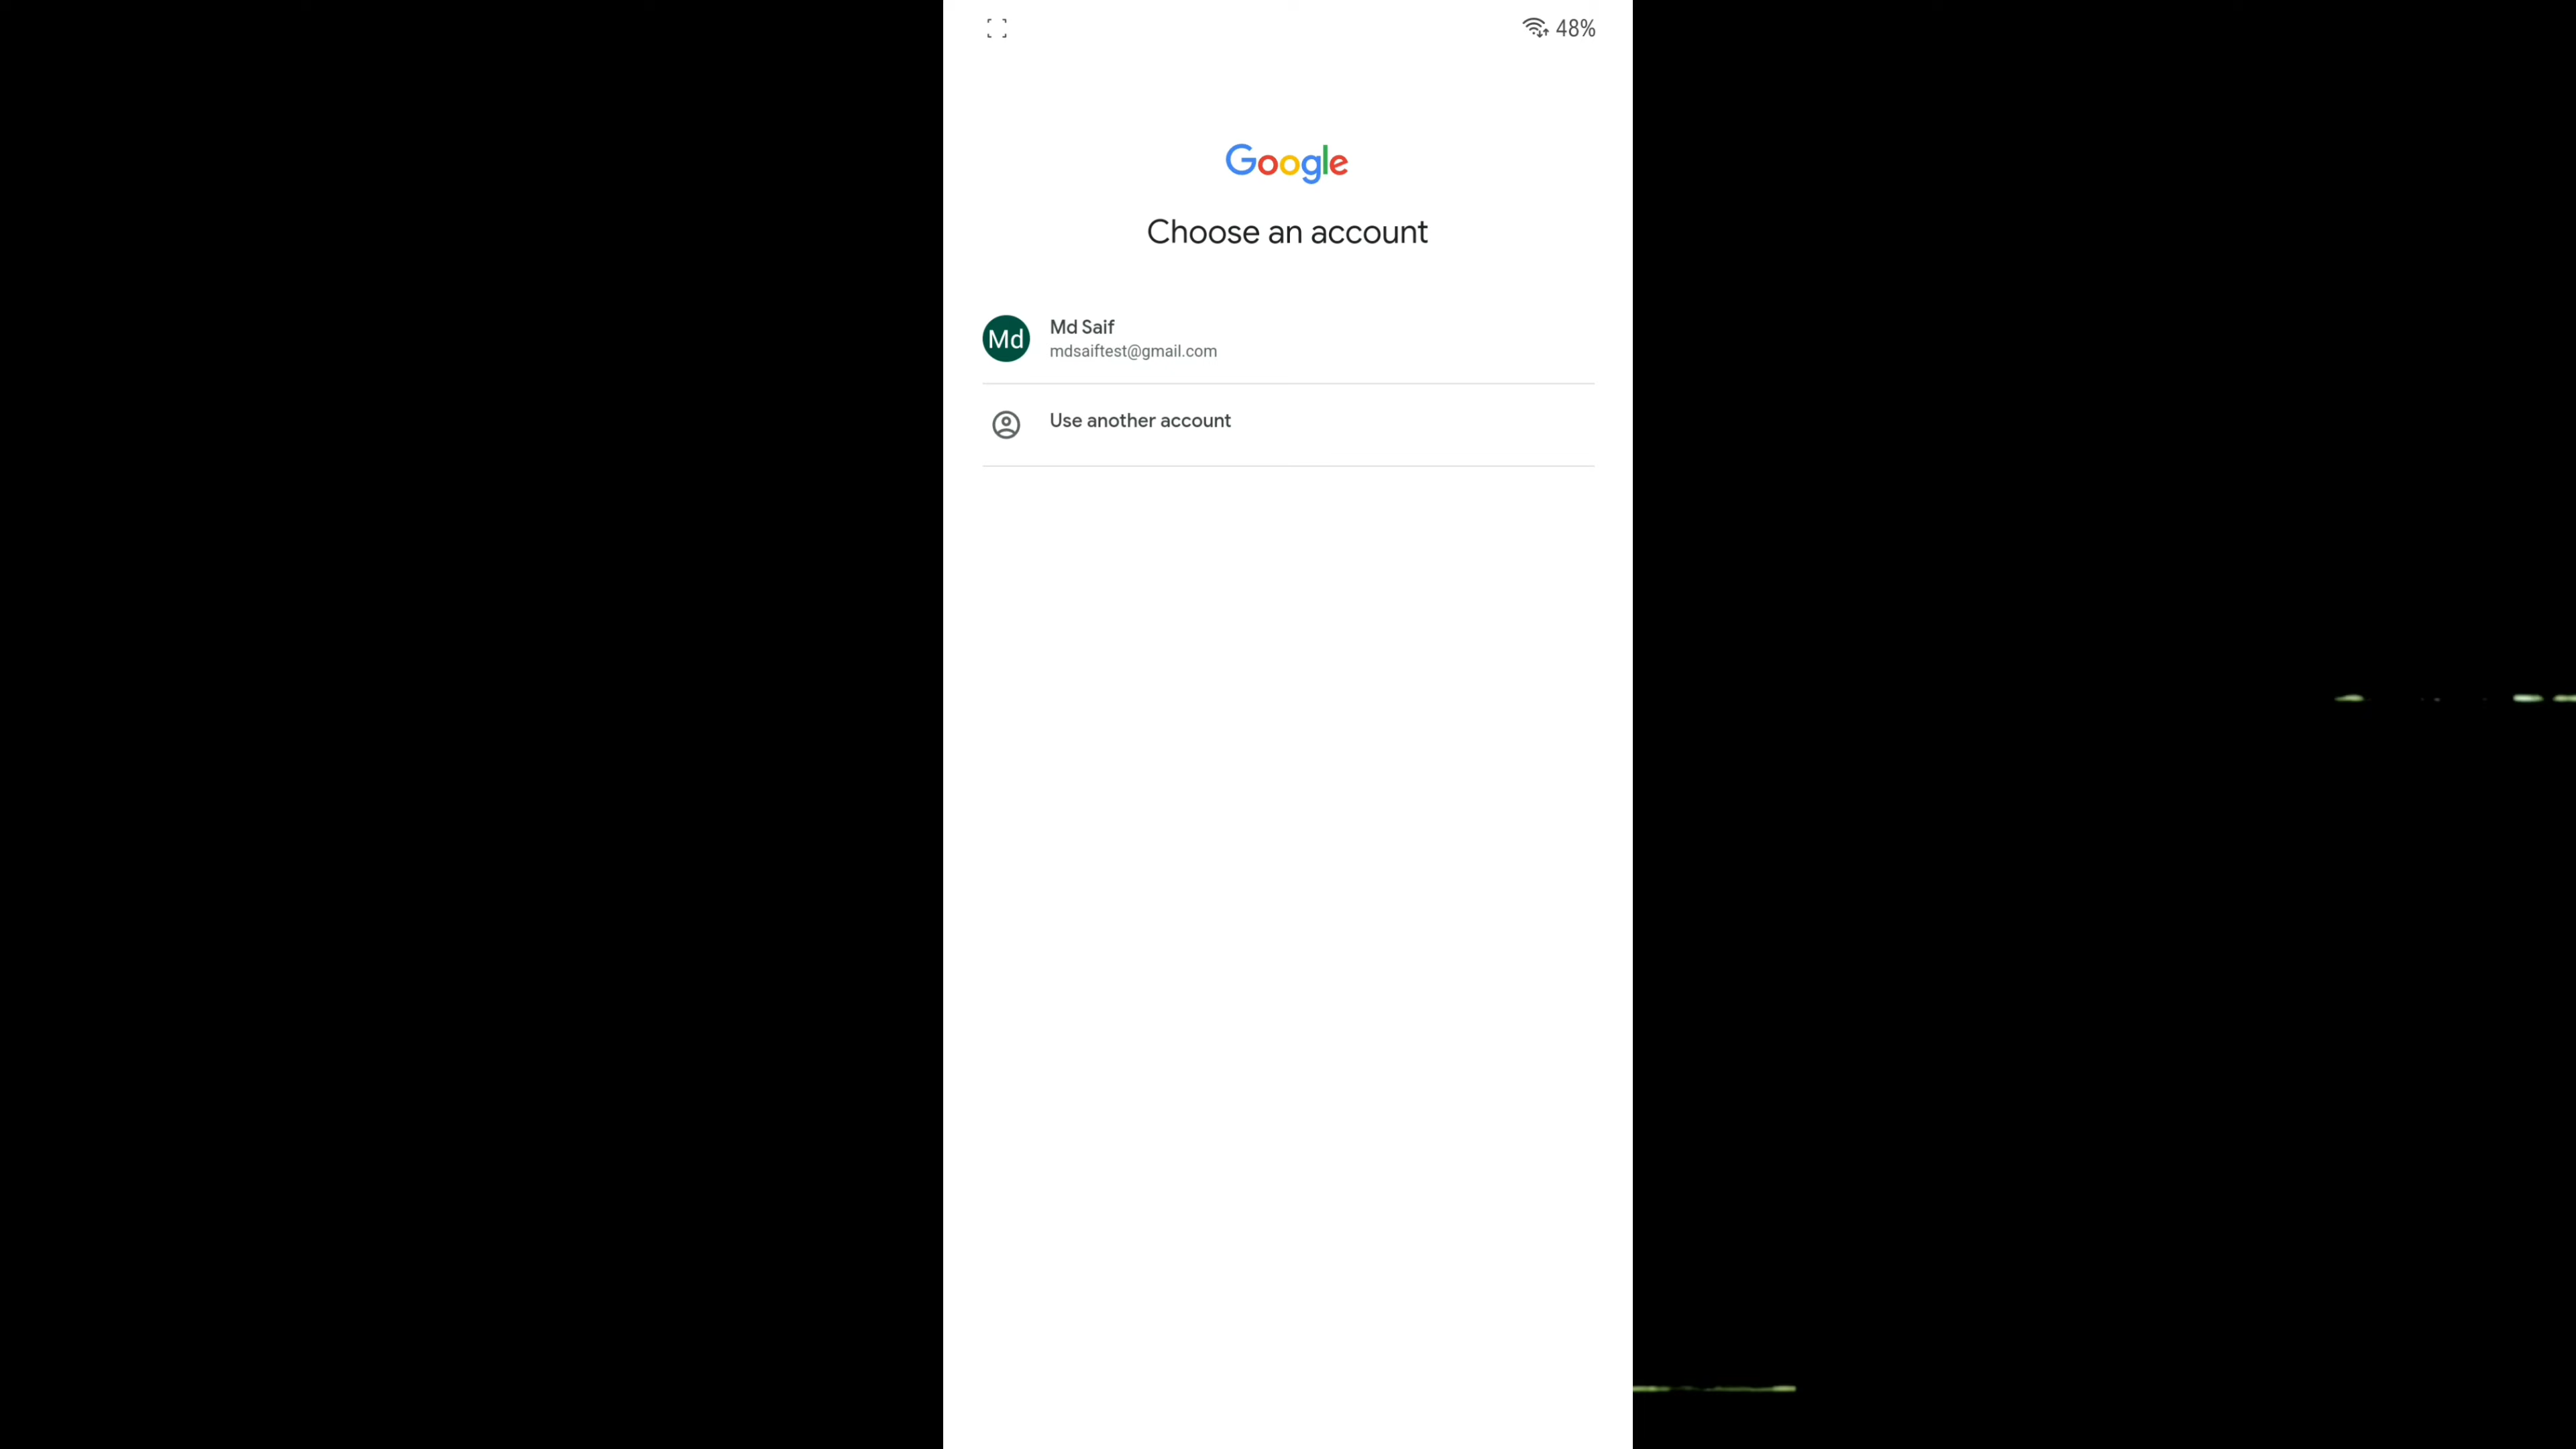 48%
Google
Choose an account
Md
Md Saif
mdsaiftest@gmail.com
Use another account